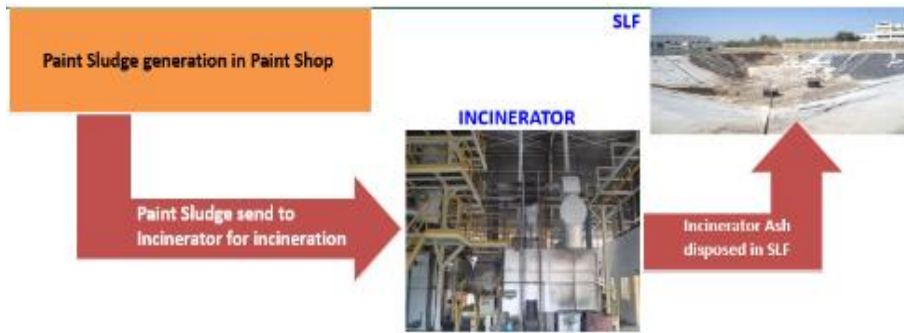 SLF
Paint Sludge generation in Paint Shop
INCINERATOR
Paint Sludge send to
Incinerator for incineration
Incinerator Ash
disposed in SLF